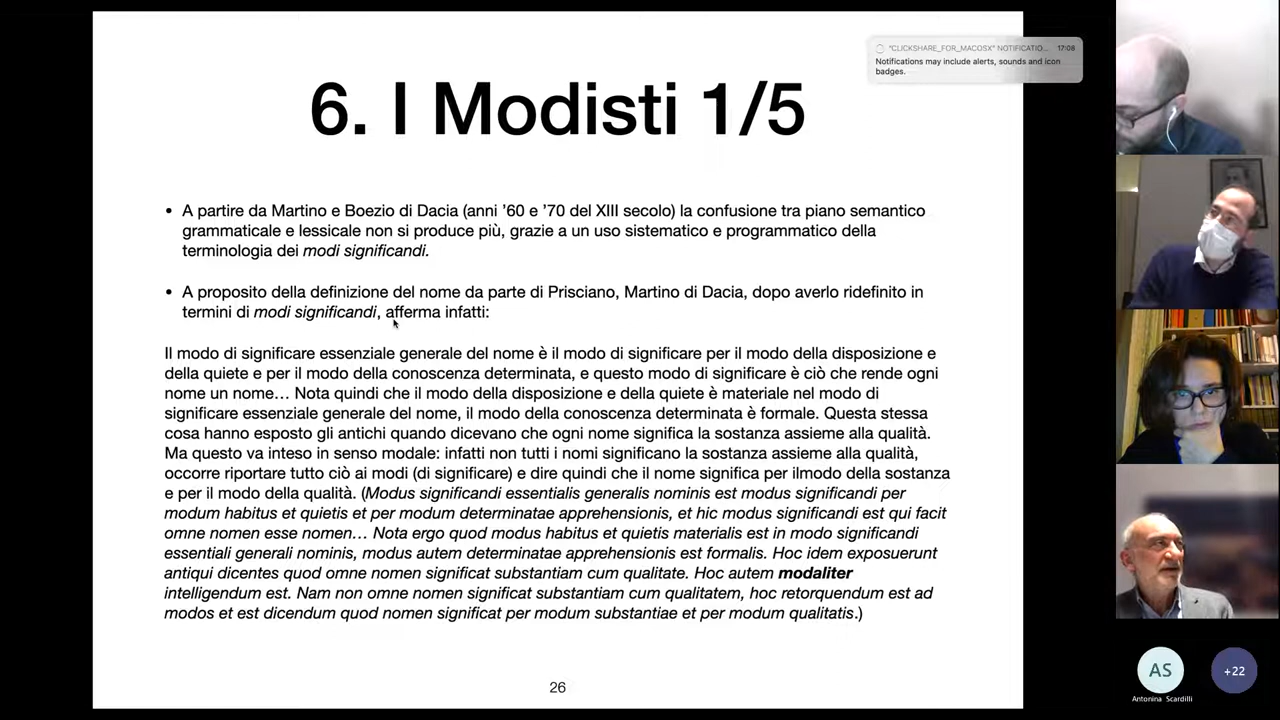 "CLICKSHARE_FOR_MACOSX" NOTIFICATIO... 17:08
Notifications may include alerts, sounds and icon
badges.
6. I Modisti 1/5
• A partire da Martino e Boezio di Dacia (anni ’60 e ’70 del XIII secolo) la confusione tra piano semantico
grammaticale e lessicale non si produce più, grazie a un uso sistematico e programmatico della
terminologia dei modi significandi.
• A proposito della definizione del nome da parte di Prisciano, Martino di Dacia, dopo averlo ridefinito in
termini di modi significandi, afferma infatti:
Il modo di significare essenziale generale del nome è il modo di significare per il modo della disposizione e
della quiete e per il modo della conoscenza determinata, e questo modo di significare è ciò che rende ogni
nome un nome… Nota quindi che il modo della disposizione e della quiete è materiale nel modo di
significare essenziale generale del nome, il modo della conoscenza determinata è formale. Questa stessa
cosa hanno esposto gli antichi quando dicevano che ogni nome significa la sostanza assieme alla qualità.
Ma questo va inteso in senso modale: infatti non tutti i nomi significano la sostanza assieme alla qualità,
occorre riportare tutto ciò ai modi (di significare) e dire quindi che il nome significa per ilmodo della sostanza
e per il modo della qualità. (Modus significandi essentialis generalis nominis est modus significandi per
modum habitus et quietis et per modum determinatae apprehensionis, et hic modus significandi est qui facit
omne nomen esse nomen… Nota ergo quod modus habitus et quietis materialis est in modo significandi
essentiali generali nominis, modus autem determinatae apprehensionis est formalis. Hoc idem exposuerunt
antiqui dicentes quod omne nomen significat substantiam cum qualitate. Hoc autem modaliter
intelligendum est. Nam non omne nomen significat substantiam cum qualitatem, hoc retorquendum est ad
modos et est dicendum quod nomen significat per modum substantiae et per modum qualitatis.)
26
AS
+22
Antonina Scardilli